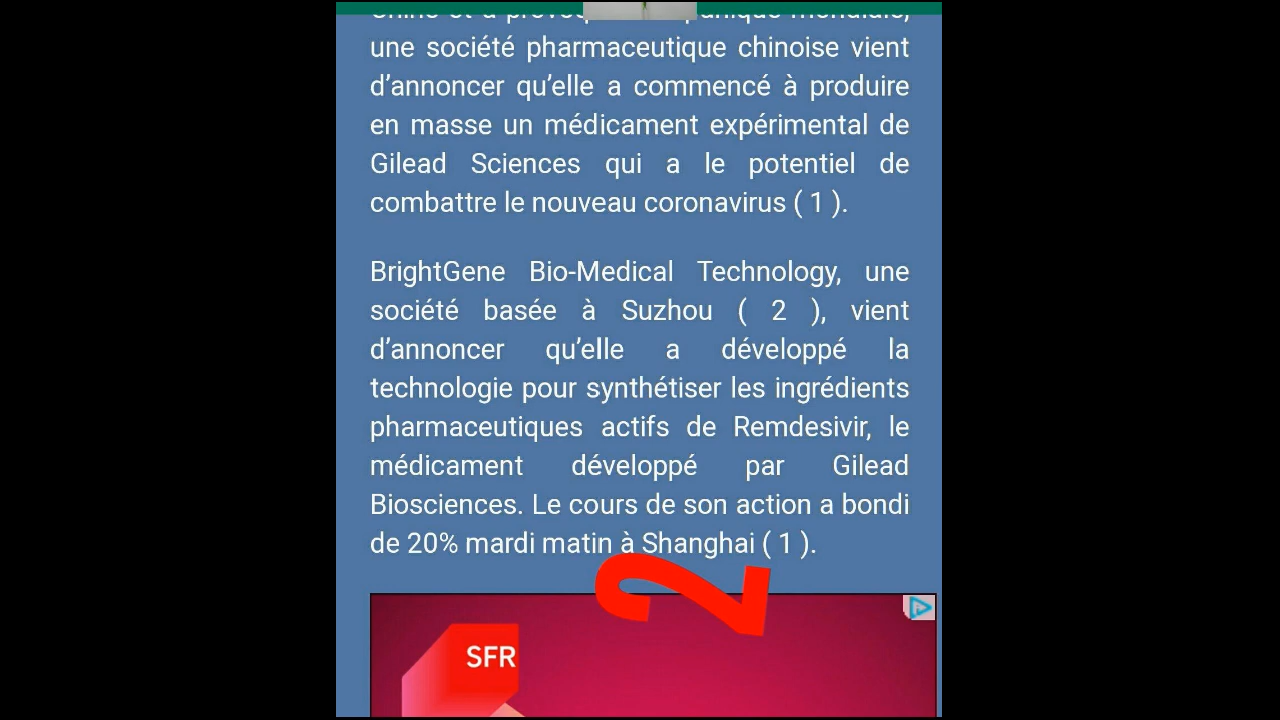 une société pharmaceutique chinoise vient
d’annoncer qu’elle a commencé à produire
en masse un médicament expérimental de
Gilead Sciences qui a le potentiel de
combattre le nouveau coronavirus ( 1 ).
BrightGene Bio-Medical Technology, une
société basée à Suzhou ( 2 ), vient
d’annoncer qu’elle a développé la
technologie pour synthétiser les ingrédients
pharmaceutiques actifs de Remdesivir, le
médicament développé par Gilead
Biosciences. Le cours de son action a bondi
de 20% mardi matin à Shanghai ( 1 ).
2
SFR